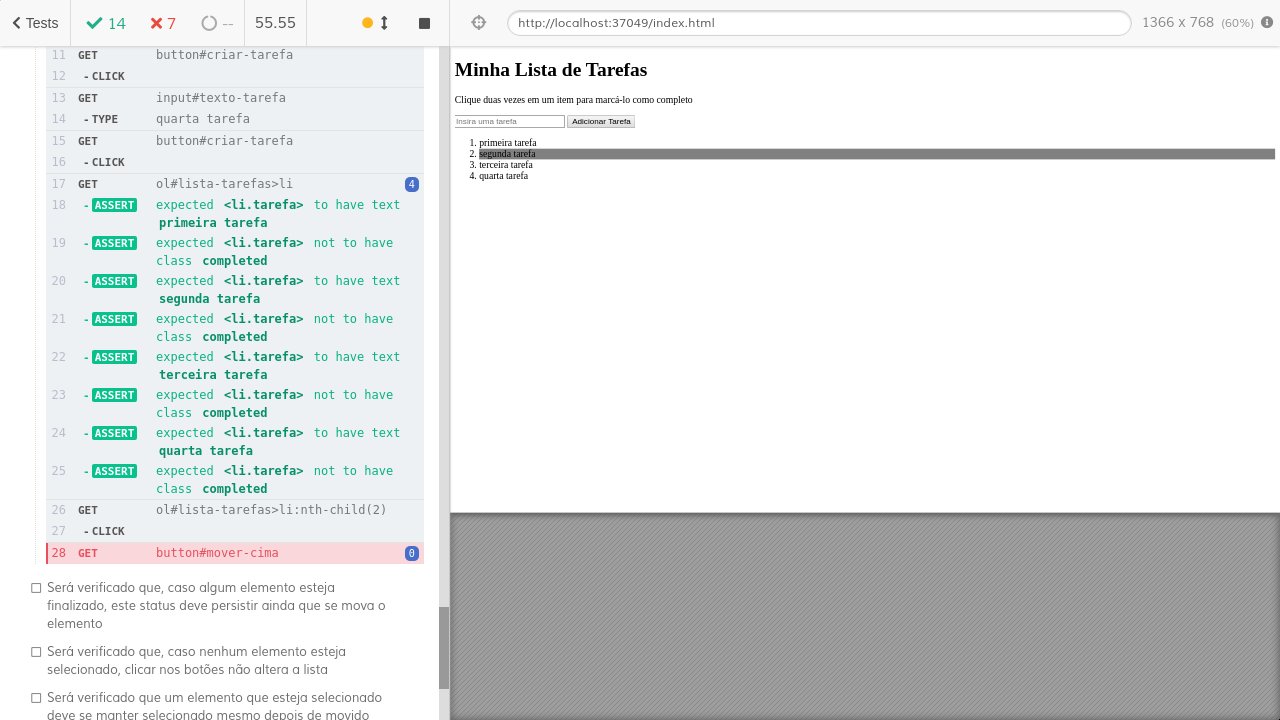 Tests 14 7 -- 55.55
http://localhost:37049/index.html 1366 x 768 (60%)
11 GET button#criar-tarefa
12 -CLICK
13 GET input#texto-tarefa
14 -TYPE quarta tarefa
15 GET button#criar-tarefa
16 -CLICK
17 GET ol#lista-tarefas>li 4
18 -ASSERT expected <li.tarefa> to have text
primeira tarefa
19 -ASSERT expected <li.tarefa> not to have
class completed
20 -ASSERT expected <li.tarefa> to have text
segunda tarefa
21 -ASSERT expected <li.tarefa> not to have
class completed
22 -ASSERT expected <li.tarefa> to have text
terceira tarefa
23 -ASSERT expected <li.tarefa> not to have
class completed
24 -ASSERT expected <li.tarefa> to have text
quarta tarefa
25 -ASSERT expected <li.tarefa> not to have
class completed
26 GET ol#lista-tarefas>li:nth-child(2)
27 -CLICK
28 GET button#mover-cima 0
Será verificado que, caso algum elemento esteja
finalizado, este status deve persistir ainda que se mova o
elemento
Será verificado que, caso nenhum elemento esteja
selecionado, clicar nos botões não altera a lista
Será verificado que um elemento que esteja selecionado
deve se manter selecionado mesmo depois de movido
Minha Lista de Tarefas
Clique duas vezes em um item para marcá-lo como completo
Insira uma tarefa Adicionar Tarefa
1. primeira tarefa
2. segunda tarefa
3. terceira tarefa
4. quarta tarefa